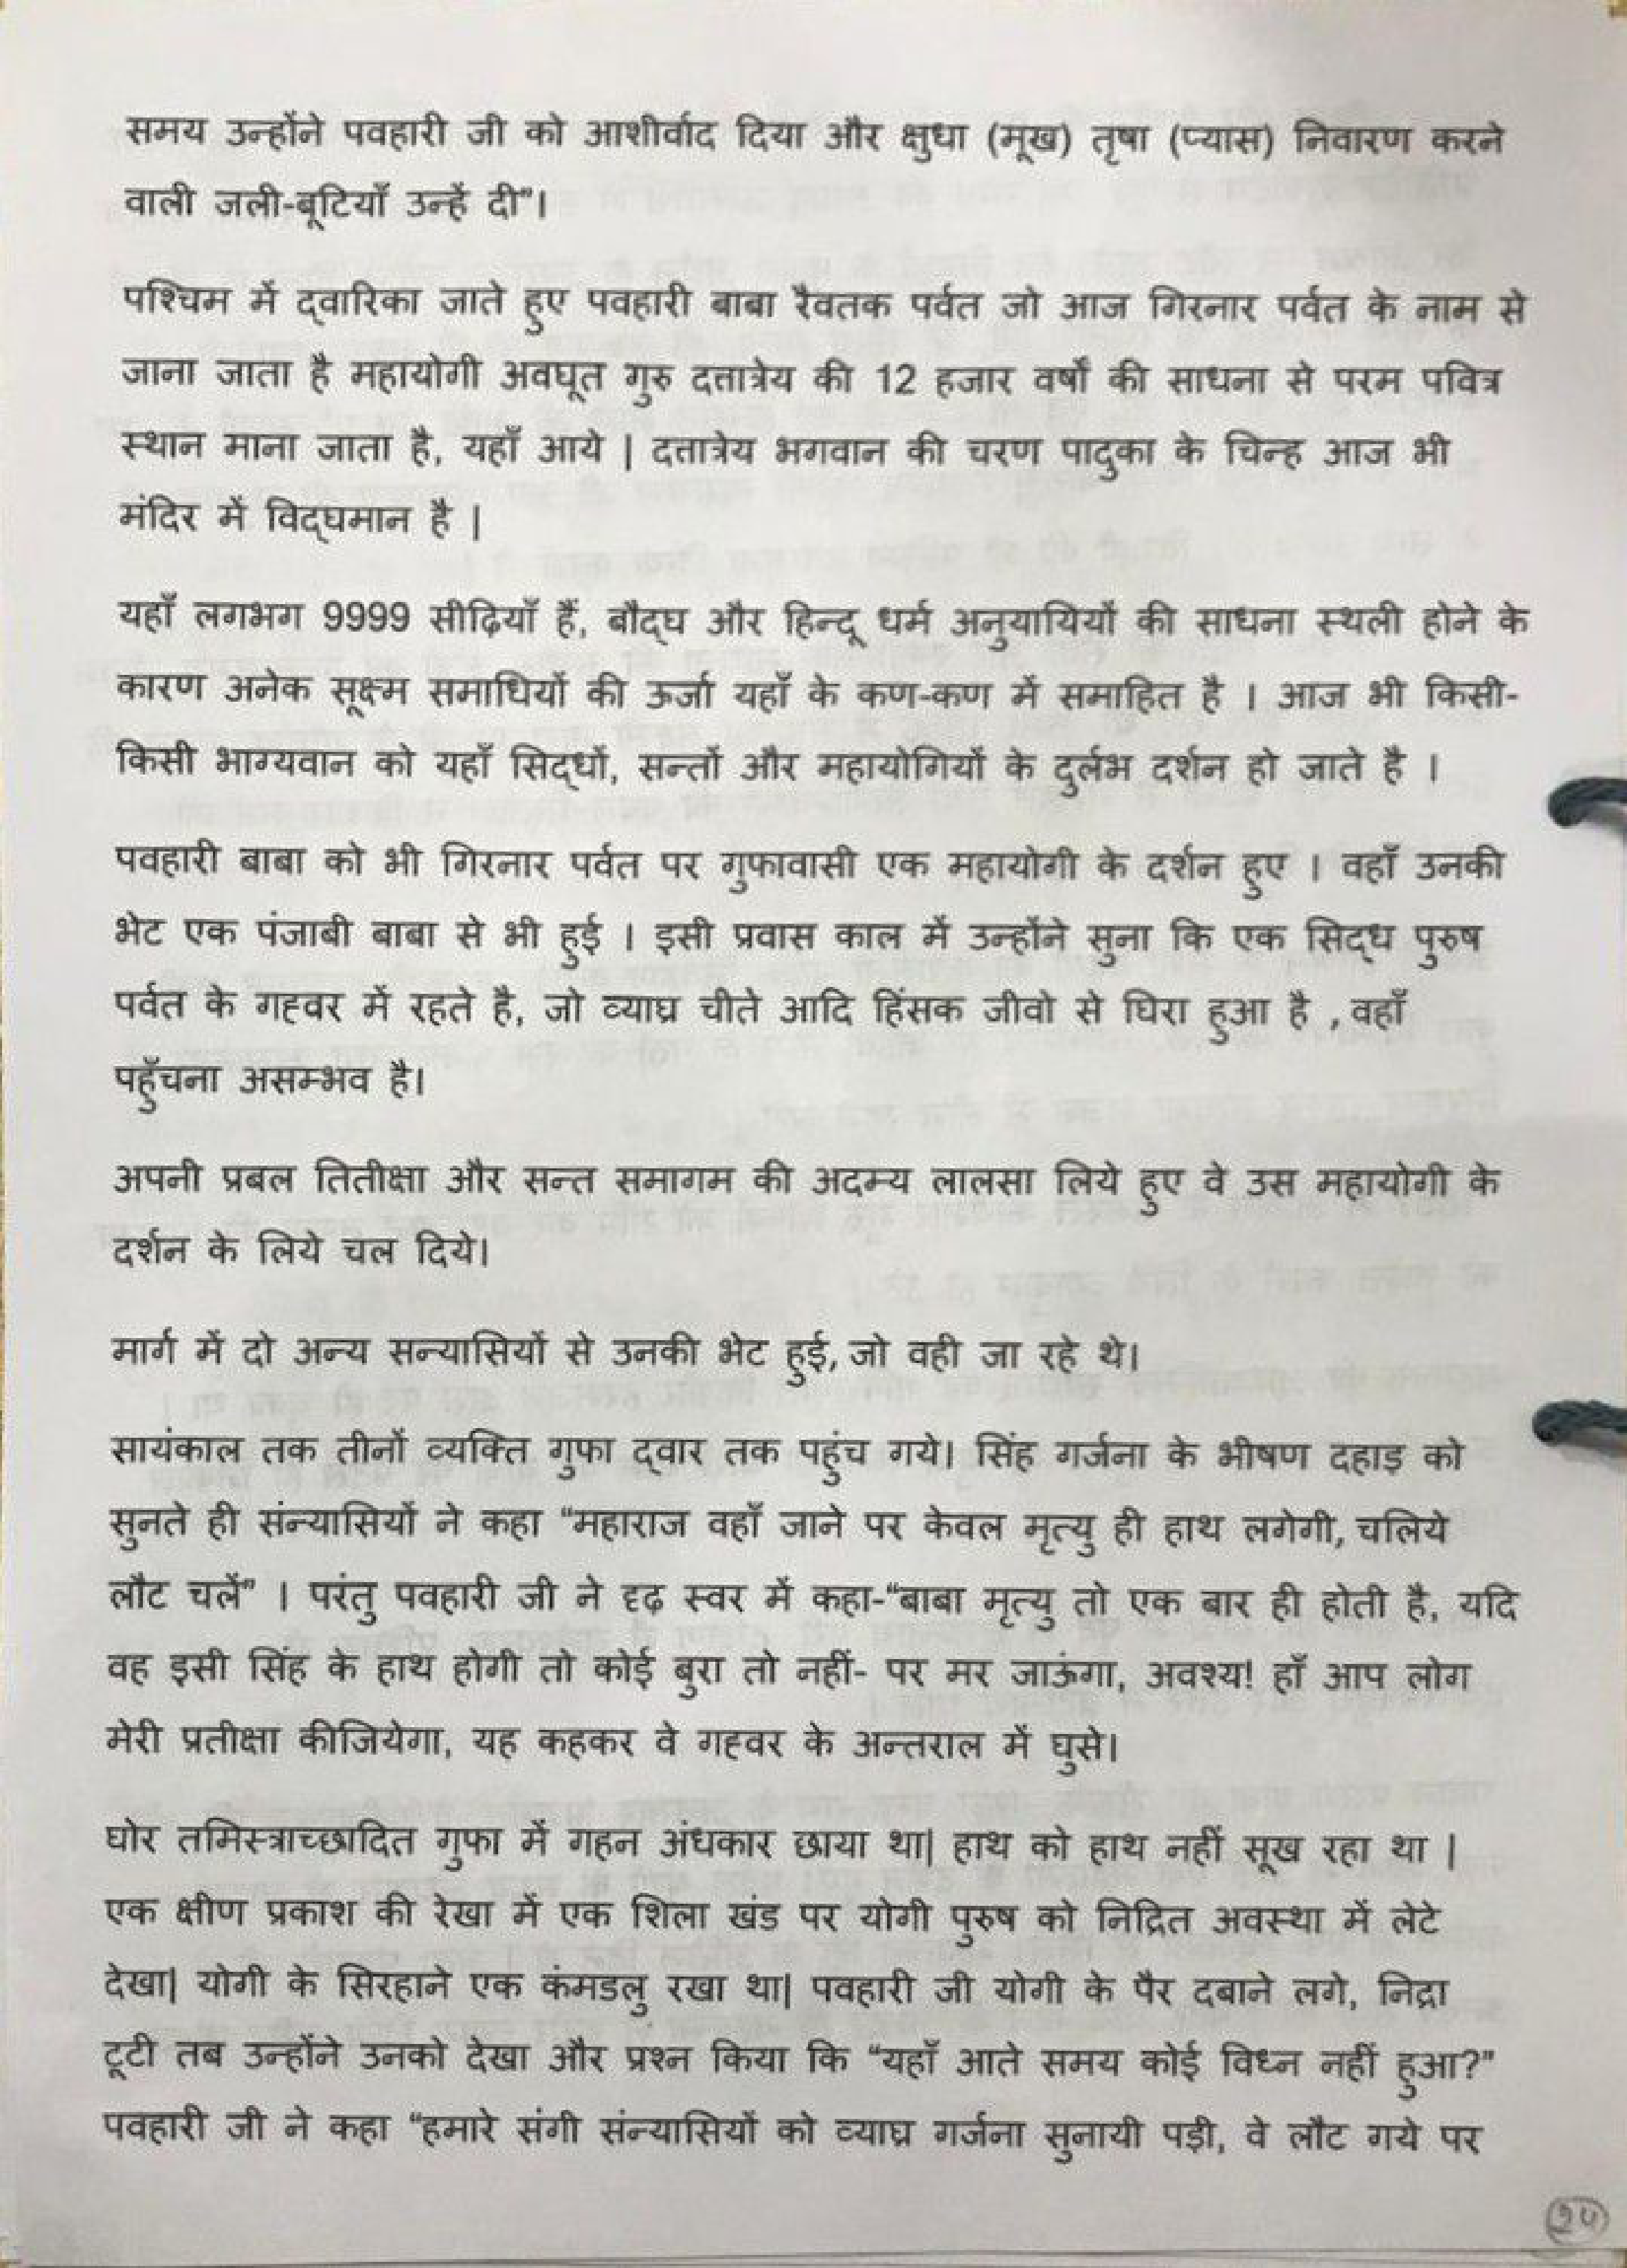 समय उन्होंने पवहारी जी को आशीर्वाद दिया और क्षुधा (मूख) तृषा (प्यास) निवारण करने
वाली जली-बूटियाँ उन्हें दी"।
पश्चिम में द्वारिका जाते हुए पवहारी बाबा रैवतक पर्वत जो आज गिरनार पर्वत के नाम से
जाना जाता है महायोगी अवघूत गुरु दत्तात्रेय की 12 हजार वर्षों की साधना से परम पवित्र
स्थान माना जाता है, यहाँ आये | दत्तात्रेय भगवान की चरण पादुका के चिन्ह आज भी
मंदिर में विद्घमान है |
यहाँ लगभग 9999 सीढ़ियाँ हैं, बौद्घ और हिन्दू धर्म अनुयायियों की साधना स्थली होने के
कारण अनेक सूक्ष्म समाधियों की ऊर्जा यहाँ के कण-कण में समाहित है । आज भी किसी-
किसी भाग्यवान को यहाँ सिद्धों, सन्तों और महायोगियों के दुर्लभ दर्शन हो जाते है ।
पवहारी बाबा को भी गिरनार पर्वत पर गुफावासी एक महायोगी के दर्शन हुए । वहाँ उनकी
भेट एक पंजाबी बाबा से भी हुई । इसी प्रवास काल में उन्होंने सुना कि एक सिद्ध पुरुष
पर्वत के गह्वर में रहते है, जो व्याघ्र चीते आदि हिंसक जीवो से घिरा हुआ है , वहाँ
पहुँचना असम्भव है।
अपनी प्रबल तितीक्षा और सन्त समागम की अदम्य लालसा लिये हुए वे उस महायोगी के
दर्शन के लिये चल दिये।
मार्ग में दो अन्य सन्यासियों से उनकी भेट हुई, जो वही जा रहे थे।
सायंकाल तक तीनों व्यक्ति गुफा द्वार तक पहुंच गये। सिंह गर्जना के भीषण दहाड़ को
सुनते ही संन्यासियों ने कहा "महाराज वहाँ जाने पर केवल मृत्यु ही हाथ लगेगी, चलिये
लौट चलें" । परंतु पवहारी जी ने दृढ़ स्वर में कहा-"बाबा मृत्यु तो एक बार ही होती है, यदि
वह इसी सिंह के हाथ होगी तो कोई बुरा तो नहीं- पर मर जाऊंगा, अवश्य! हाँ आप लोग
मेरी प्रतीक्षा कीजियेगा, यह कहकर वे गह्वर के अन्तराल में घुसे।
घोर तमिस्त्राच्छादित गुफा में गहन अंधकार छाया था| हाथ को हाथ नहीं सूख रहा था |
एक क्षीण प्रकाश की रेखा में एक शिला खंड पर योगी पुरुष को निद्रित अवस्था में लेटे
देखा| योगी के सिरहाने एक कंमडलु रखा था| पवहारी जी योगी के पैर दबाने लगे, निद्रा
टूटी तब उन्होंने उनको देखा और प्रश्न किया कि "यहाँ आते समय कोई विध्न नहीं हुआ?"
पवहारी जी ने कहा "हमारे संगी संन्यासियों को व्याघ्र गर्जना सुनायी पड़ी, वे लौट गये पर